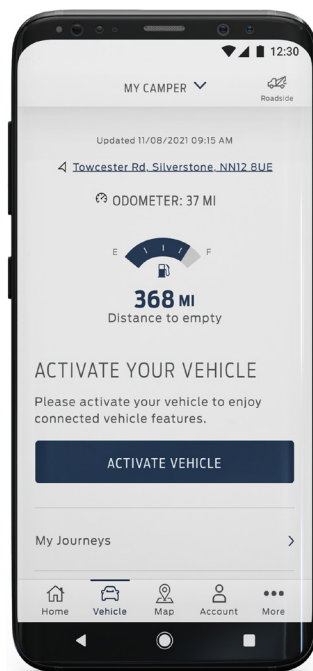 12:30
MY CAMPER
Roadside
Updated 11/08/2021 09:15 AM
Towcester Rd, Silverstone, NN12 8UE
ODOMETER: 37 MI
E F
368 MI
Distance to empty
ACTIVATE YOUR VEHICLE
Please activate your vehicle to enjoy
connected vehicle features.
ACTIVATE VEHICLE
My Journeys
Home Vehicle Map Account More